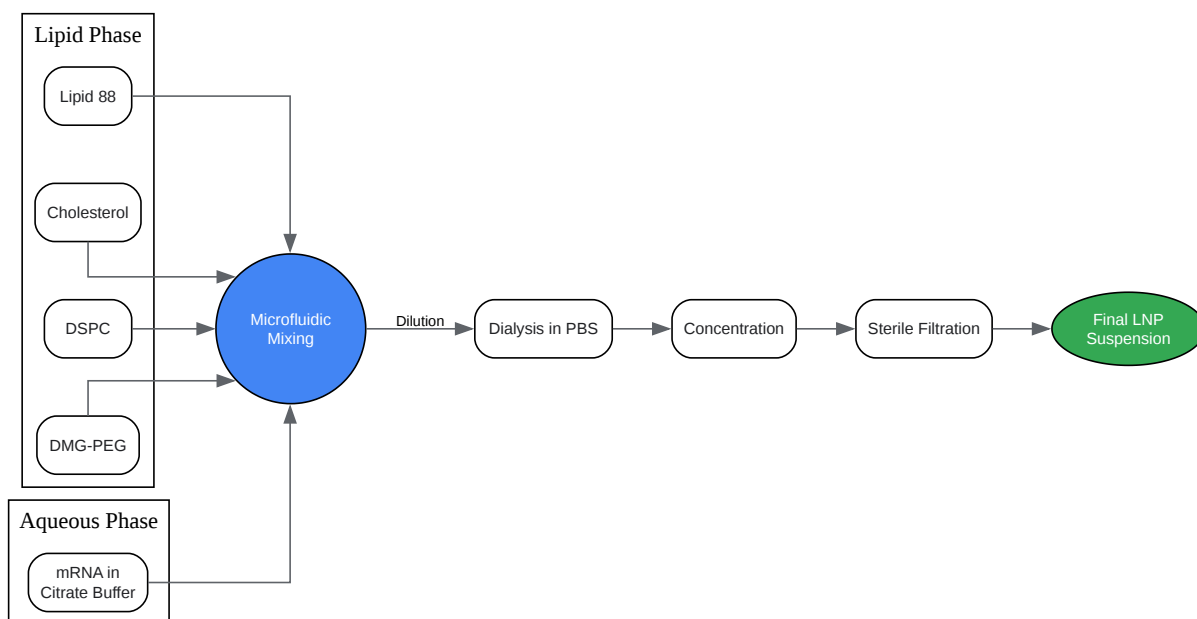 Lipid Phase
Lipid 88
Cholesterol
DSPC
DMG-PEG
Aqueous Phase
mRNA in
Citrate Buffer
Microfluidic
Mixing
Dilution
Dialysis in PBS
Concentration
Sterile Filtration
Final LNP
Suspension